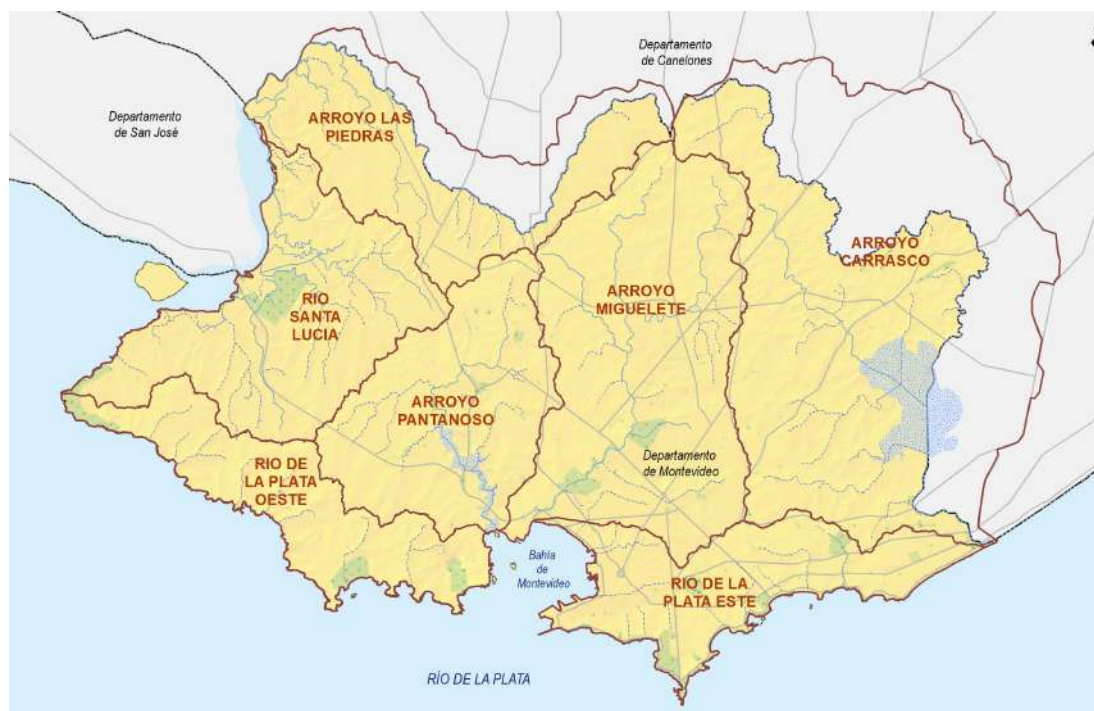 Departamento
de Canelones
Departamento
de San José
ARROYO LAS
PIEDRAS
ARROYO
CARRASCO
RIO
SANTA
LUCIA
ARROYO
MIGUELETE
ARROYO
PANTANOSO
Departamento
de Montevideo
RIO DE
LA PLATA
OESTE
Bahía
de
Montevideo
RIO DE LA
PLATA ESTE
RÍO DE LA PLATA